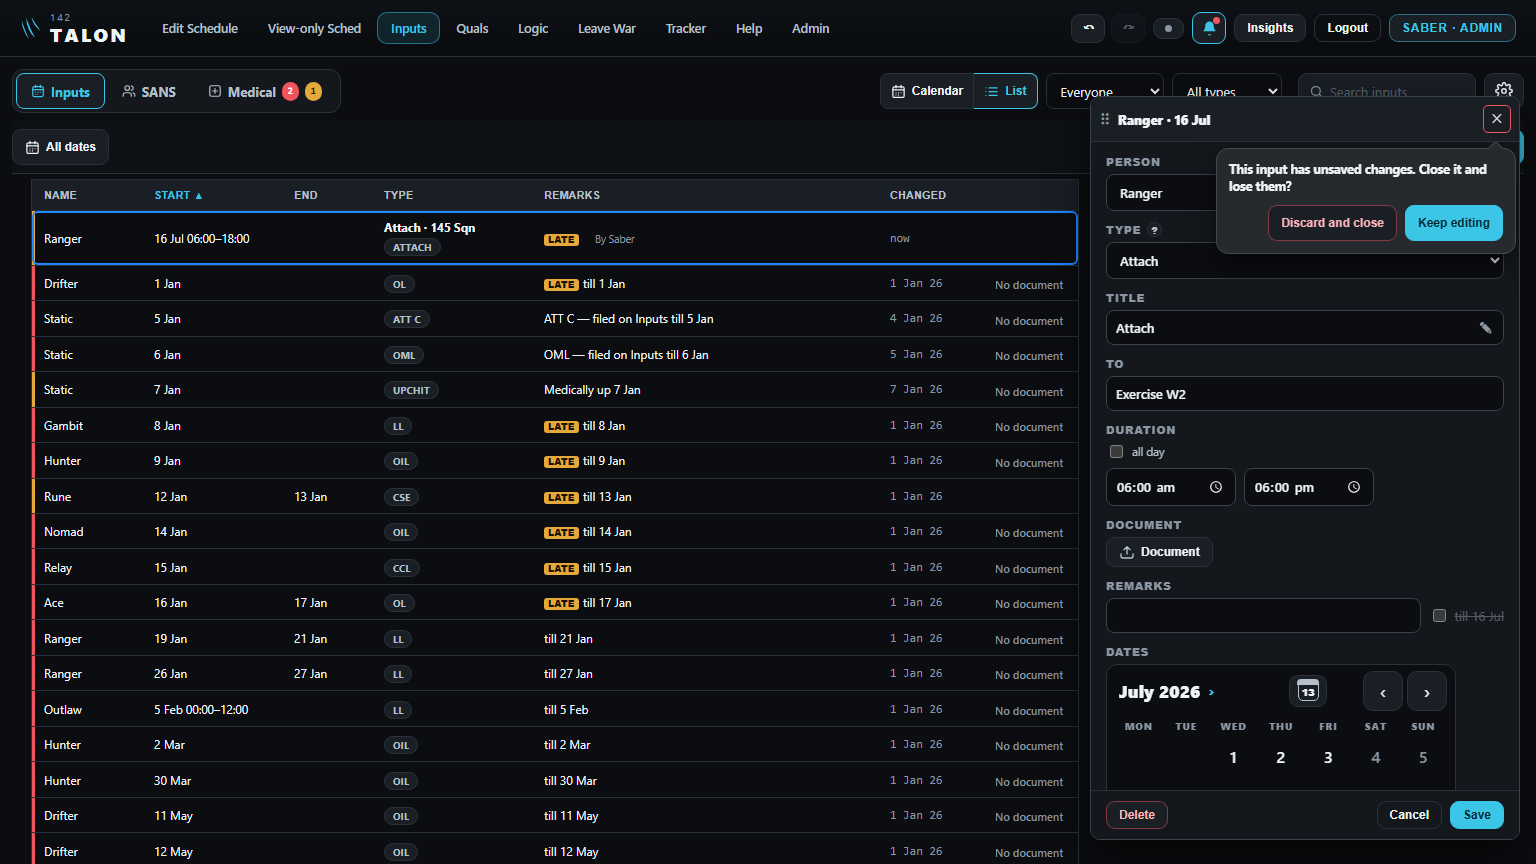 142
TALON
Edit Schedule
View-only Sched
Inputs
Quals
Logic
Leave War
Tracker
Help
Admin
Insights
Logout
SABER · ADMIN
Inputs
SANS
Medical 2 1
Calendar
List
Everyone
All types
Search inputs
All dates
NAME START ▲ END TYPE REMARKS CHANGED
Ranger 16 Jul 06:00–18:00 Attach · 145 Sqn ATTACH LATE By Saber now
Drifter 1 Jan OL LATE till 1 Jan 1 Jan 26 No document
Static 5 Jan ATT C ATT C — filed on Inputs till 5 Jan 4 Jan 26 No document
Static 6 Jan OML OML — filed on Inputs till 6 Jan 5 Jan 26 No document
Static 7 Jan UPCHIT Medically up 7 Jan 7 Jan 26 No document
Gambit 8 Jan LL LATE till 8 Jan 1 Jan 26 No document
Hunter 9 Jan OIL LATE till 9 Jan 1 Jan 26 No document
Rune 12 Jan 13 Jan CSE LATE till 13 Jan 1 Jan 26
Nomad 14 Jan OIL LATE till 14 Jan 1 Jan 26 No document
Relay 15 Jan CCL LATE till 15 Jan 1 Jan 26 No document
Ace 16 Jan 17 Jan OL LATE till 17 Jan 1 Jan 26 No document
Ranger 19 Jan 21 Jan LL till 21 Jan 1 Jan 26 No document
Ranger 26 Jan 27 Jan LL till 27 Jan 1 Jan 26 No document
Outlaw 5 Feb 00:00–12:00 LL till 5 Feb 1 Jan 26 No document
Hunter 2 Mar OIL till 2 Mar 1 Jan 26 No document
Hunter 30 Mar OIL till 30 Mar 1 Jan 26 No document
Drifter 11 May OIL till 11 May 1 Jan 26 No document
Drifter 12 May OIL till 12 May 1 Jan 26 No document
Ranger · 16 Jul
This input has unsaved changes. Close it and
lose them?
Discard and close
Keep editing
PERSON
Ranger
TYPE ?
Attach
TITLE
Attach
TO
Exercise W2
DURATION
all day
06:00 am
06:00 pm
DOCUMENT
Document
REMARKS
till 16 Jul
DATES
July 2026 ›
13
‹ ›
MON TUE WED THU FRI SAT SUN
1 2 3 4 5
Delete
Cancel
Save